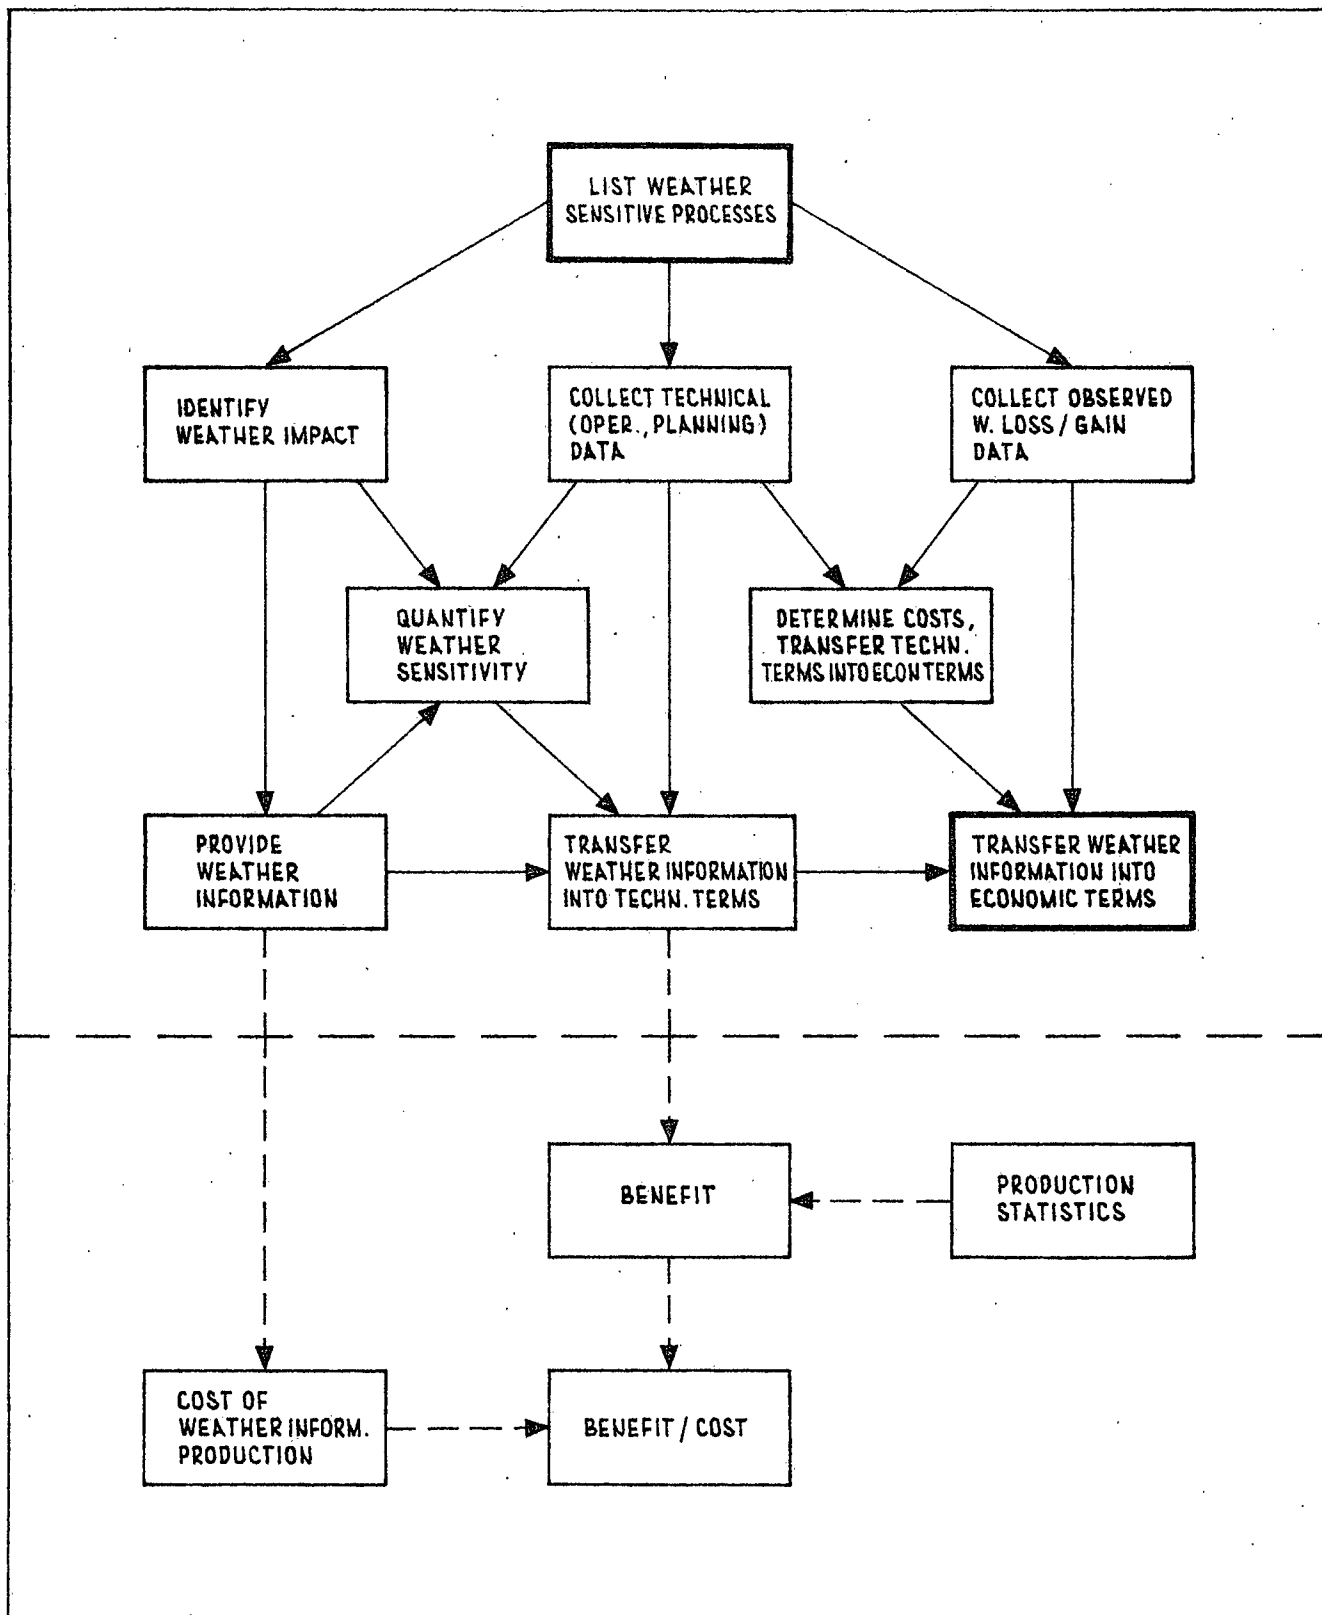 LIST WEATHER
SENSITIVE PROCESSES
IDENTIFY
WEATHER IMPACT
COLLECT TECHNICAL
(OPER., PLANNING)
DATA
COLLECT OBSERVED
W. LOSS / GAIN
DATA
QUANTIFY
WEATHER
SENSITIVITY
DETERMINE COSTS,
TRANSFER TECHN.
TERMS INTO ECON TERMS
PROVIDE
WEATHER
INFORMATION
TRANSFER
WEATHER INFORMATION
INTO TECHN. TERMS
TRANSFER WEATHER
INFORMATION INTO
ECONOMIC TERMS
BENEFIT
PRODUCTION
STATISTICS
COST OF
WEATHER INFORM.
PRODUCTION
BENEFIT / COST